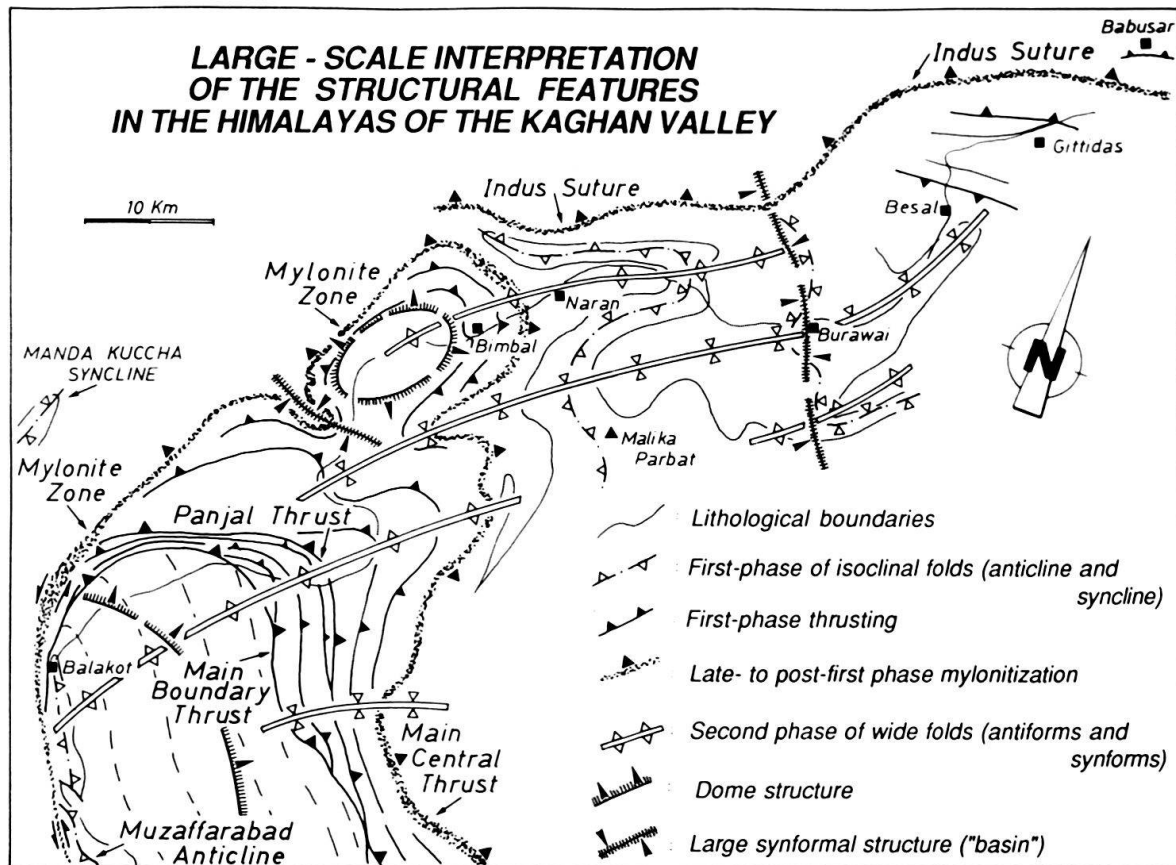 LARGE - SCALE INTERPRETATION
OF THE STRUCTURAL FEATURES
IN THE HIMALAYAS OF THE KAGHAN VALLEY
Babusar
Indus Suture
Gittidas
10 Km
Indus Suture
Besal
Mylonite
Zone
Naran
Bimbal
Burawai
N
MANDA KUCCHA
SYNCLINE
Malika
Parbat
Mylonite
Zone
Panjal Thrust
Balakot
Main
Boundary
Thrust
Main
Central
Thrust
Muzaffarabad
Anticline
Lithological boundaries
First-phase of isoclinal folds (anticline and
syncline)
First-phase thrusting
Late- to post-first phase mylonitization
Second phase of wide folds (antiforms and
synforms)
Dome structure
Large synformal structure ("basin")